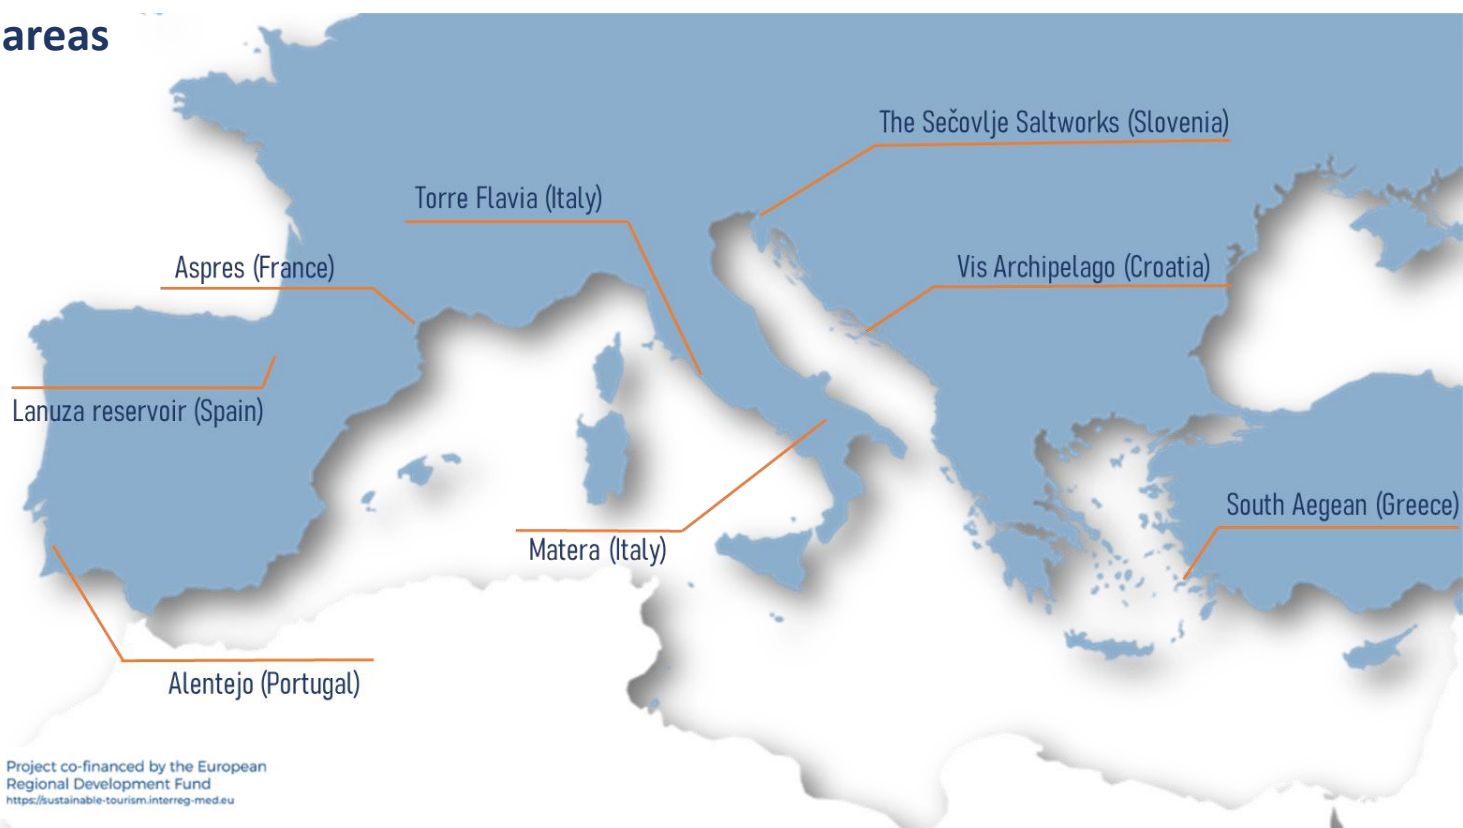 areas
The Sečovlje Saltworks (Slovenia)
Torre Flavia (Italy)
Aspres (France)
Vis Archipelago (Croatia)
Lanuza reservoir (Spain)
South Aegean (Greece)
Matera (Italy)
Alentejo (Portugal)
Project co-financed by the European
Regional Development Fund
https://sustainable-tourism.interreg-med.eu